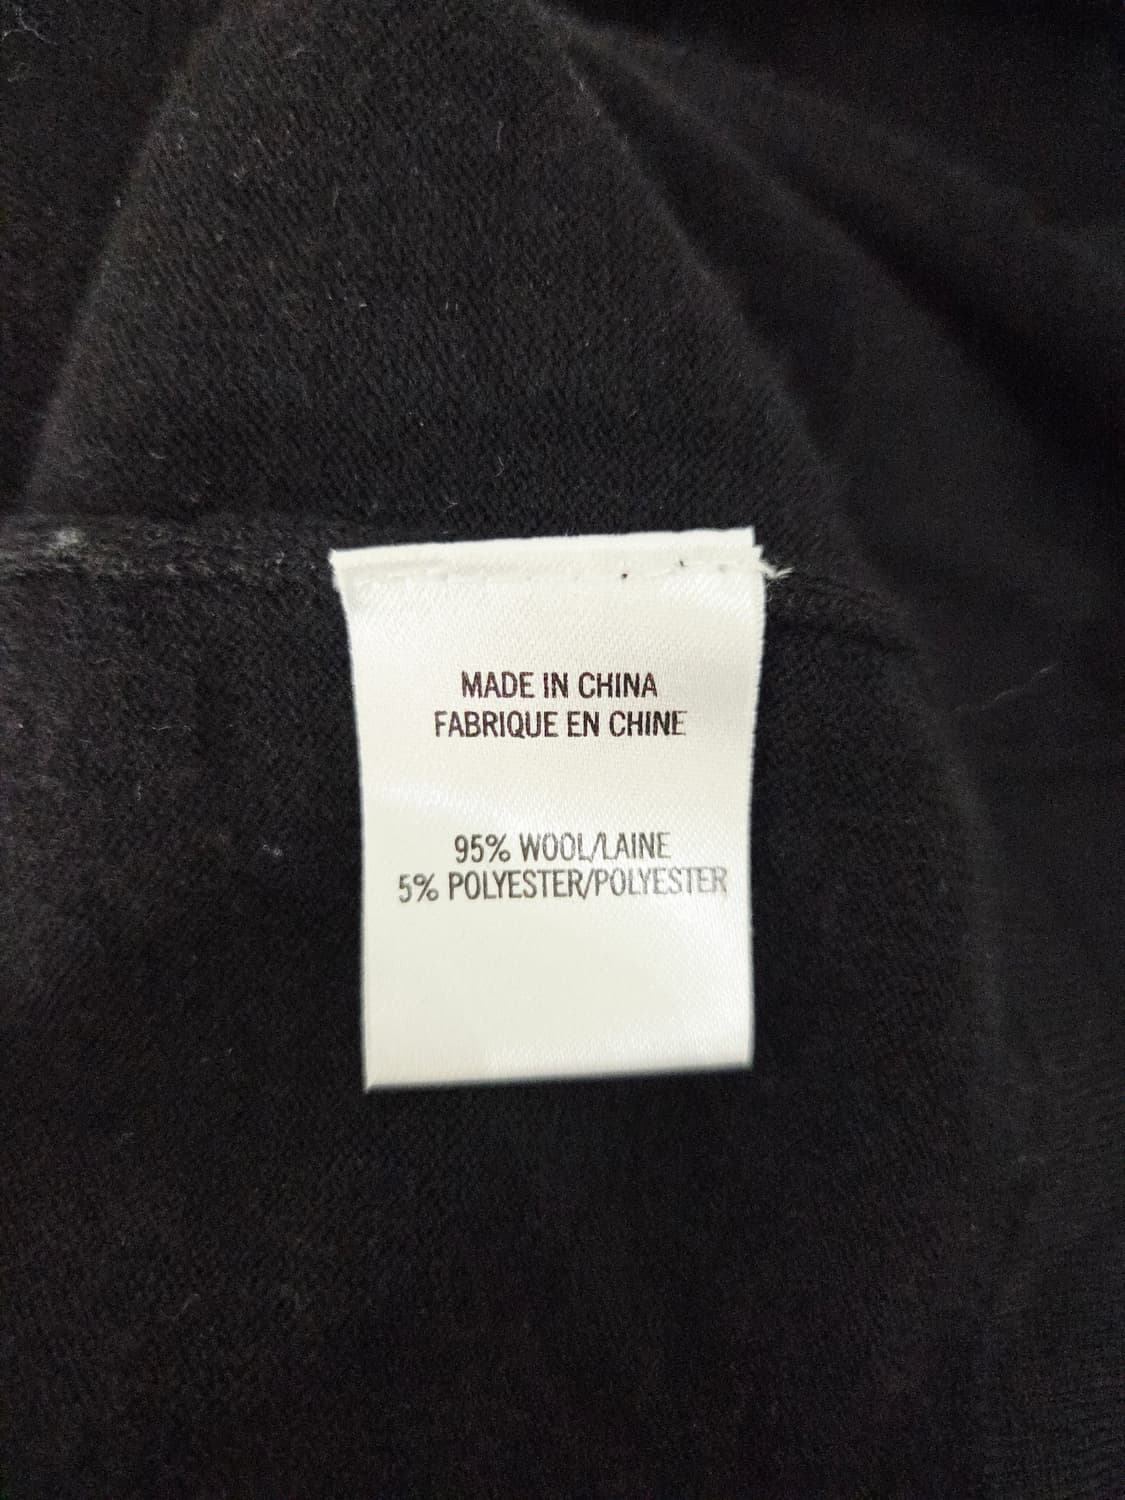 MADE IN CHINA
FABRIQUE EN CHINE
95% WOOL/LAINE
5% POLYESTER/POLYESTER